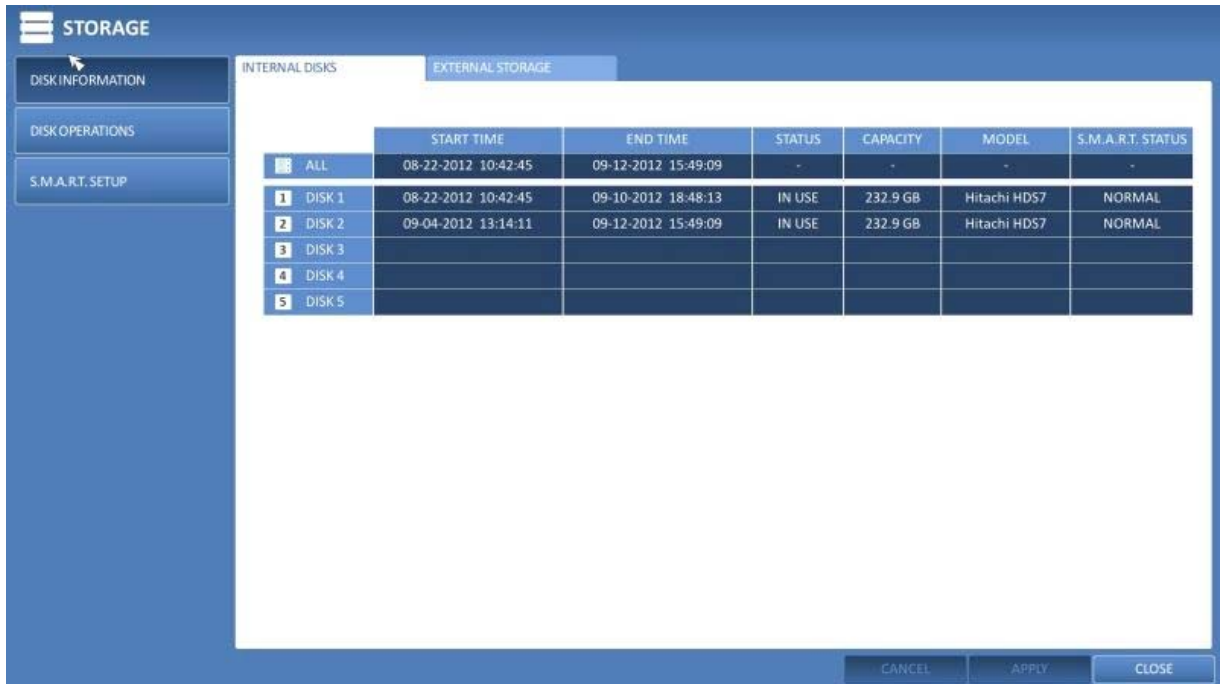 STORAGE
DISK INFORMATION
DISK OPERATIONS
S.M.A.R.T. SETUP
INTERNAL DISKS EXTERNAL STORAGE
START TIME END TIME STATUS CAPACITY MODEL S.M.A.R.T. STATUS
ALL 08-22-2012 10:42:45 09-12-2012 15:49:09 - - - -
1 DISK 1 08-22-2012 10:42:45 09-10-2012 18:48:13 IN USE 232.9 GB Hitachi HDS7 NORMAL
2 DISK 2 09-04-2012 13:14:11 09-12-2012 15:49:09 IN USE 232.9 GB Hitachi HDS7 NORMAL
3 DISK 3
4 DISK 4
5 DISK 5
CANCEL APPLY CLOSE